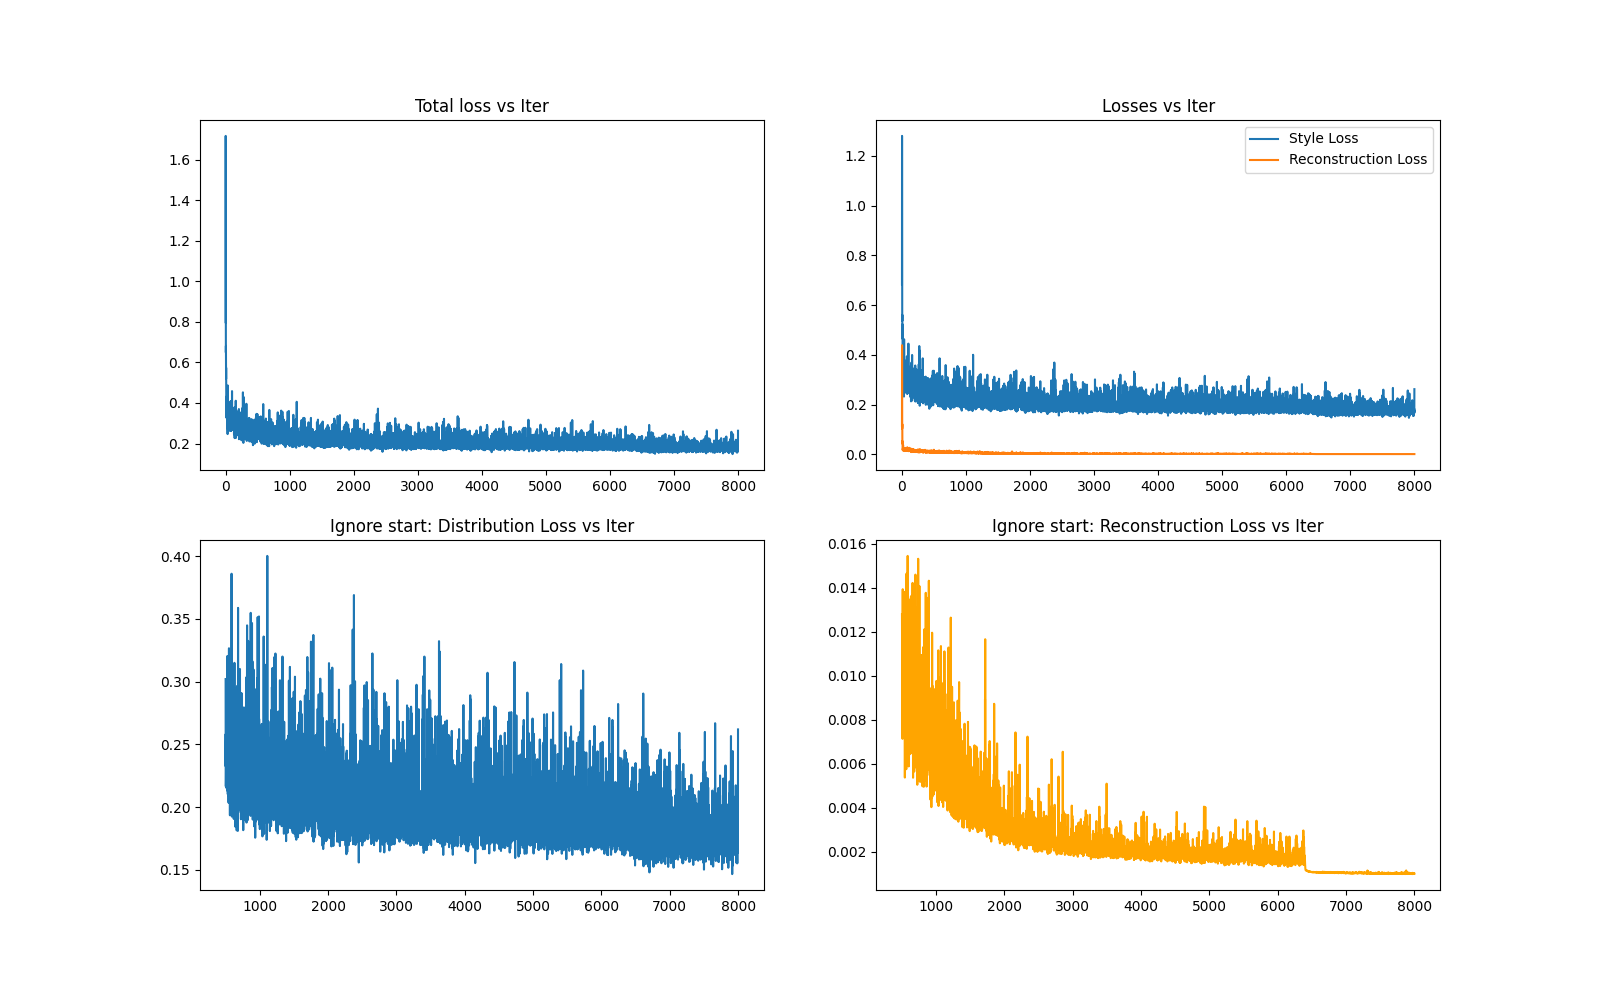 Total loss vs Iter
1.6
1.4
1.2
1.0
0.8
0.6
0.4
0.2
0 1000 2000 3000 4000 5000 6000 7000 8000
Losses vs Iter
Style Loss
Reconstruction Loss
1.2
1.0
0.8
0.6
0.4
0.2
0.0
0 1000 2000 3000 4000 5000 6000 7000 8000
Ignore start: Distribution Loss vs Iter
0.40
0.35
0.30
0.25
0.20
0.15
1000 2000 3000 4000 5000 6000 7000 8000
Ignore start: Reconstruction Loss vs Iter
0.016
0.014
0.012
0.010
0.008
0.006
0.004
0.002
1000 2000 3000 4000 5000 6000 7000 8000